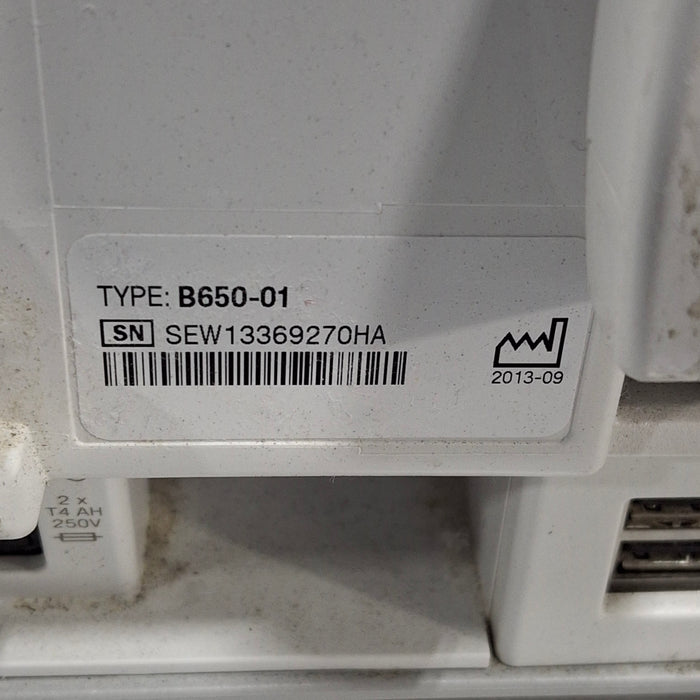 TYPE: B650-01
SN SEW13369270HA
2013-09
2 x
T4 AH
250V